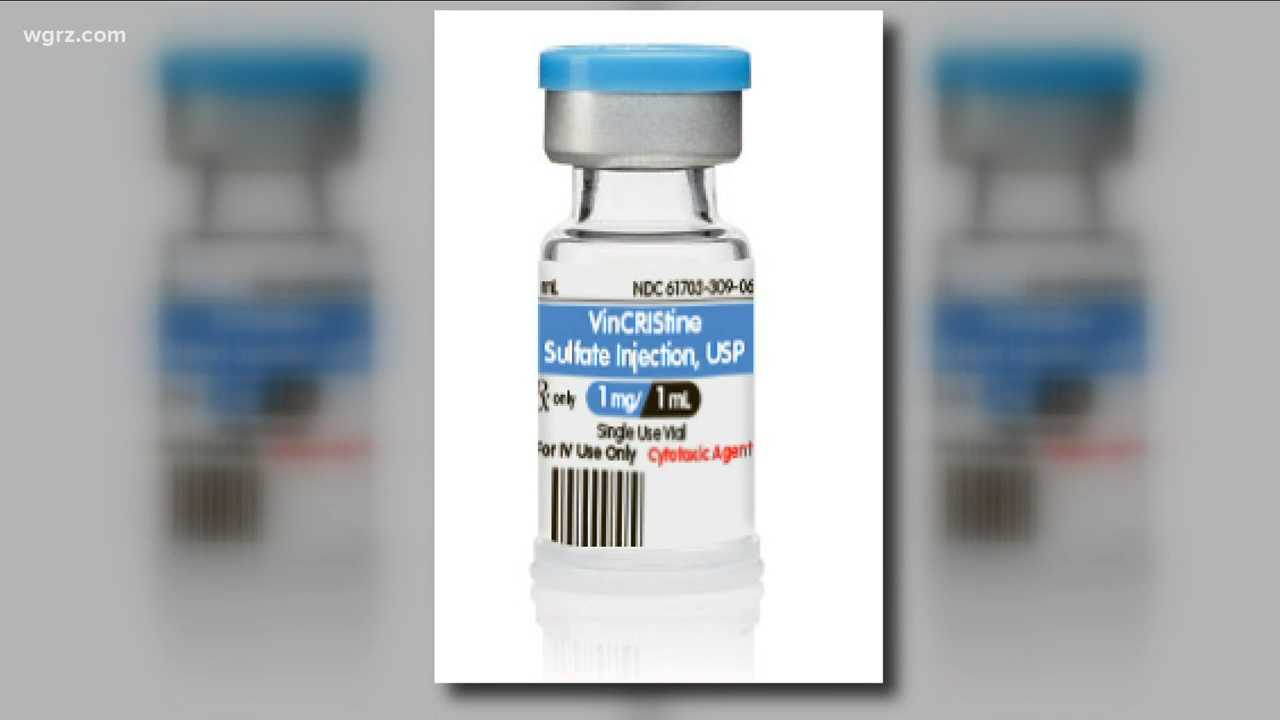 wgrz.com
mL
NDC 61703-309-06
VinCRIStine
Sulfate Injection, USP
℞ only
1 mg/ 1 mL
Single Use Vial
For IV Use Only Cytotoxic Agent